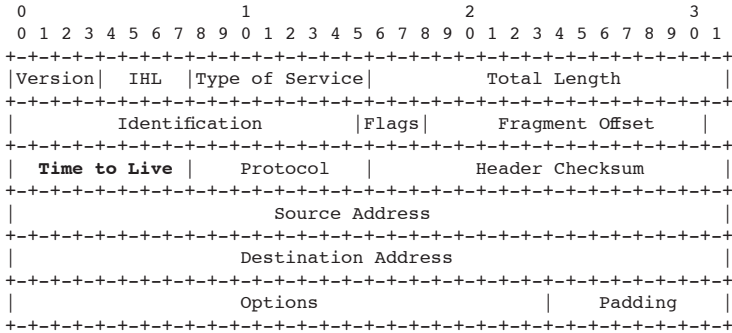 0                   1                   2                   3
 0 1 2 3 4 5 6 7 8 9 0 1 2 3 4 5 6 7 8 9 0 1 2 3 4 5 6 7 8 9 0 1
+-+-+-+-+-+-+-+-+-+-+-+-+-+-+-+-+-+-+-+-+-+-+-+-+-+-+-+-+-+-+-+-+
|Version|  IHL  |Type of Service|          Total Length         |
+-+-+-+-+-+-+-+-+-+-+-+-+-+-+-+-+-+-+-+-+-+-+-+-+-+-+-+-+-+-+-+-+
|         Identification        |Flags|      Fragment Offset    |
+-+-+-+-+-+-+-+-+-+-+-+-+-+-+-+-+-+-+-+-+-+-+-+-+-+-+-+-+-+-+-+-+
|  Time to Live |    Protocol   |         Header Checksum       |
+-+-+-+-+-+-+-+-+-+-+-+-+-+-+-+-+-+-+-+-+-+-+-+-+-+-+-+-+-+-+-+-+
|                       Source Address                          |
+-+-+-+-+-+-+-+-+-+-+-+-+-+-+-+-+-+-+-+-+-+-+-+-+-+-+-+-+-+-+-+-+
|                    Destination Address                        |
+-+-+-+-+-+-+-+-+-+-+-+-+-+-+-+-+-+-+-+-+-+-+-+-+-+-+-+-+-+-+-+-+
|                    Options                    |    Padding    |
+-+-+-+-+-+-+-+-+-+-+-+-+-+-+-+-+-+-+-+-+-+-+-+-+-+-+-+-+-+-+-+-+